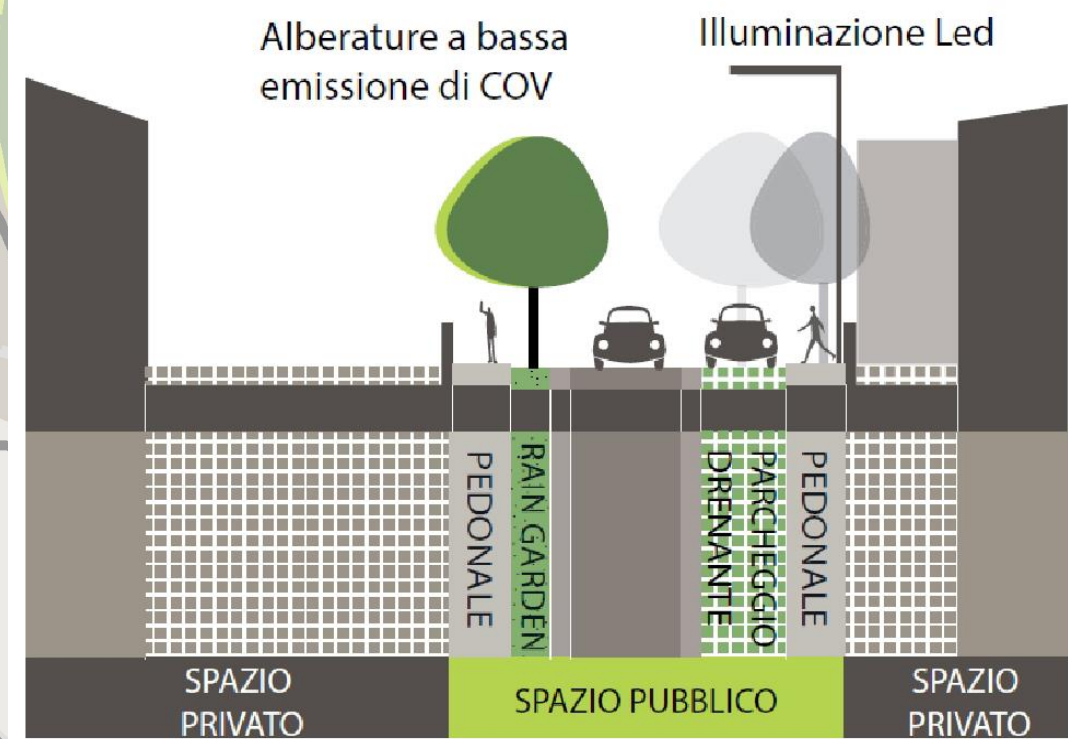 Alberature a bassa
emissione di COV
Illuminazione Led
PEDONALE
RAIN GARDEN
PARCHEGGIO
DRENANTE
PEDONALE
SPAZIO
PRIVATO
SPAZIO PUBBLICO
SPAZIO
PRIVATO